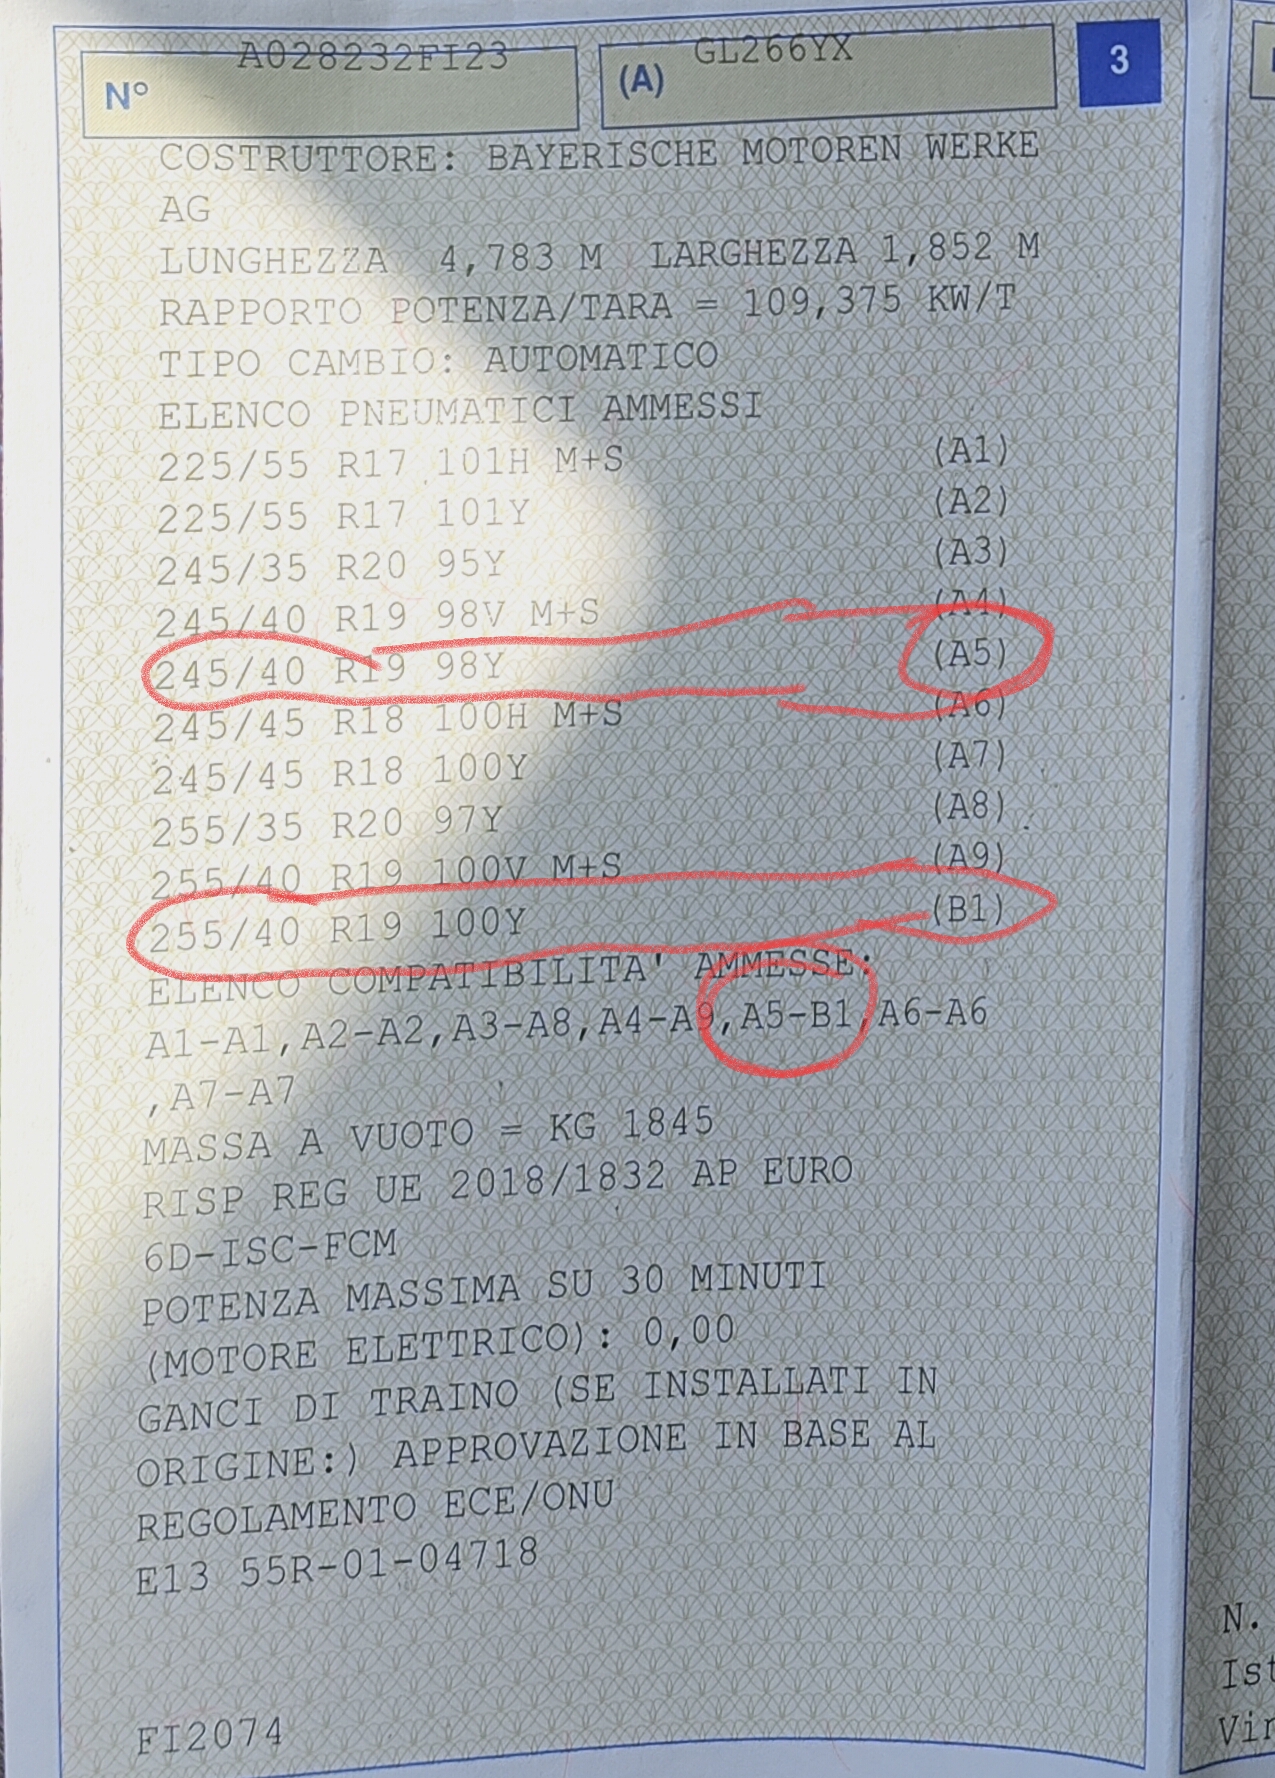 A028232FI23
N°
(A)
GL266YX
3
COSTRUTTORE: BAYERISCHE MOTOREN WERKE
AG
LUNGHEZZA 4,783 M LARGHEZZA 1,852 M
RAPPORTO POTENZA/TARA = 109,375 KW/T
TIPO CAMBIO: AUTOMATICO
ELENCO PNEUMATICI AMMESSI
225/55 R17 101H M+S (A1)
225/55 R17 101Y (A2)
245/35 R20 95Y (A3)
245/40 R19 98V M+S (A4)
245/40 R19 98Y (A5)
245/45 R18 100H M+S (A6)
245/45 R18 100Y (A7)
255/35 R20 97Y (A8)
255/40 R19 100V M+S (A9)
255/40 R19 100Y (B1)
ELENCO COMPATIBILITA' AMMESSE:
A1-A1,A2-A2,A3-A8,A4-A9,A5-B1,A6-A6
,A7-A7
MASSA A VUOTO = KG 1845
RISP REG UE 2018/1832 AP EURO
6D-ISC-FCM
POTENZA MASSIMA SU 30 MINUTI
(MOTORE ELETTRICO): 0,00
GANCI DI TRAINO (SE INSTALLATI IN
ORIGINE:) APPROVAZIONE IN BASE AL
REGOLAMENTO ECE/ONU
E13 55R-01-04718
FI2074
N.